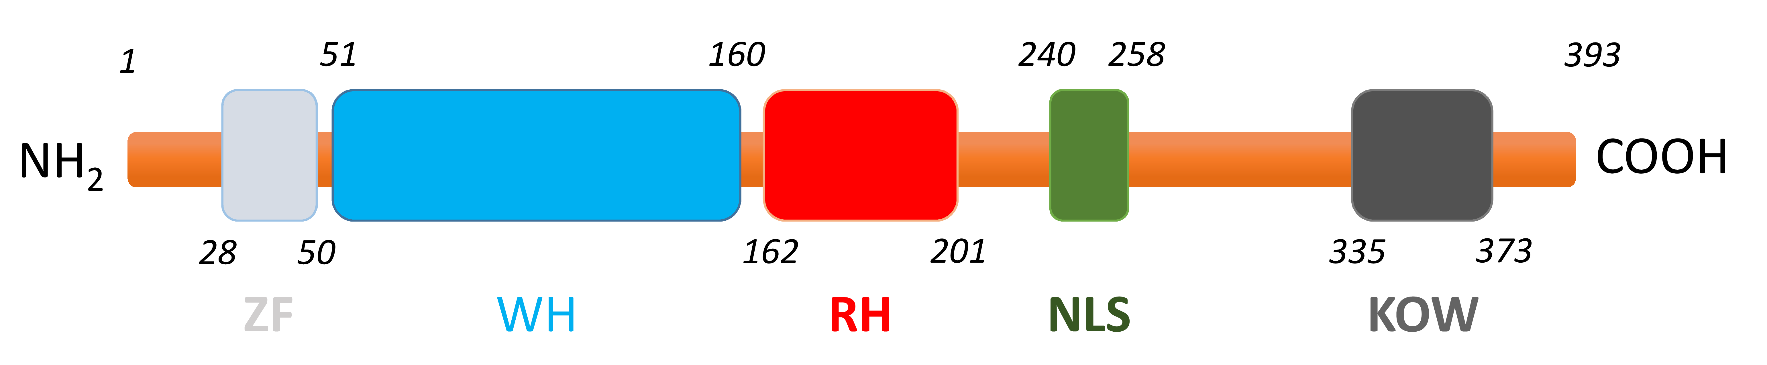 1 51 160 240 258 393
NH₂ COOH
28 50 162 201 335 373
ZF WH RH NLS KOW